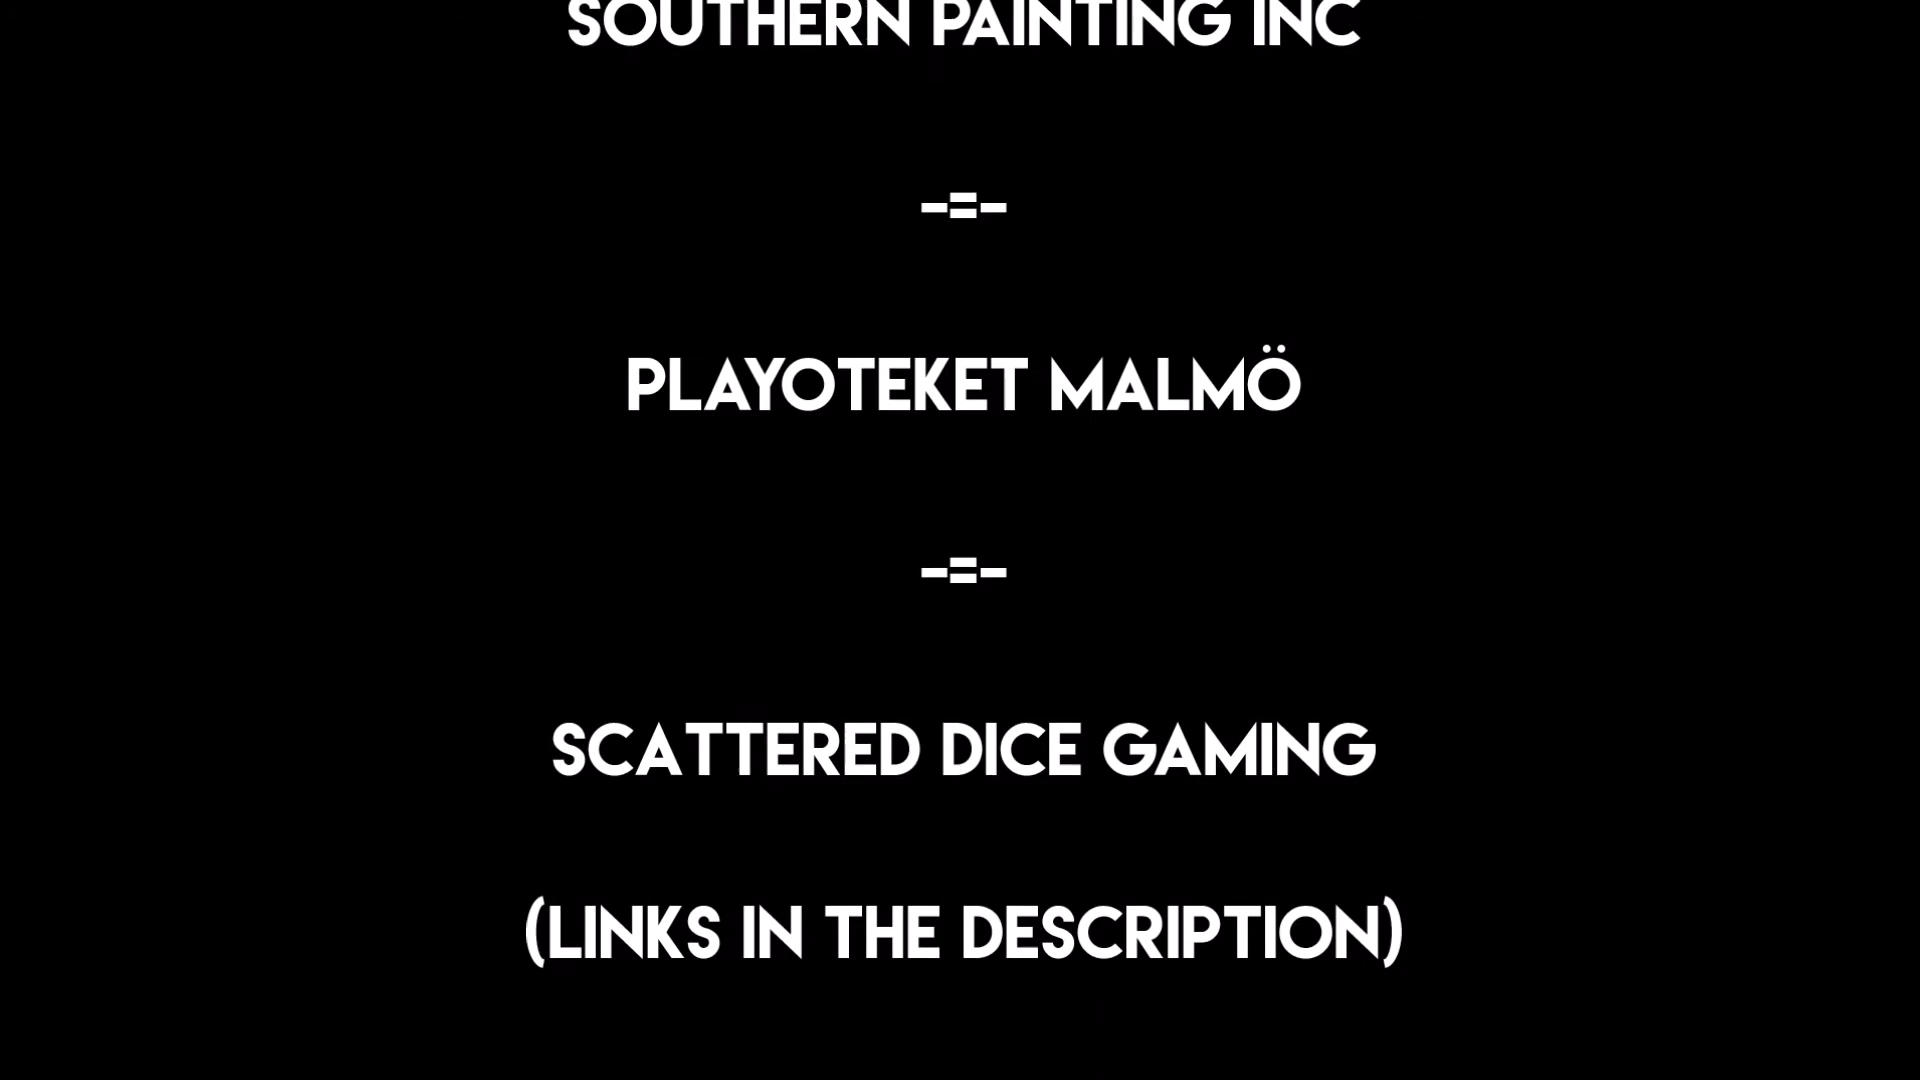 SOUTHERN PAINTING INC
-=-
PLAYOTEKET MALMÖ
-=-
SCATTERED DICE GAMING
(LINKS IN THE DESCRIPTION)